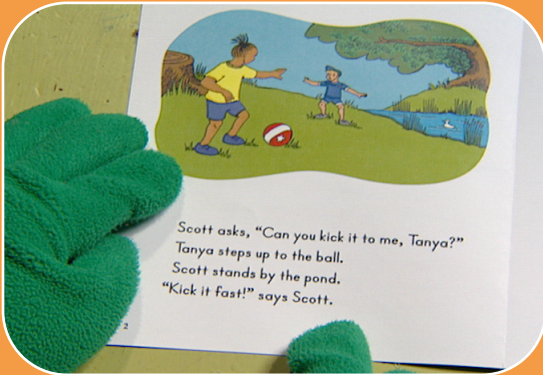 Scott asks, “Can you kick it to me, Tanya?”
Tanya steps up to the ball.
Scott stands by the pond.
“Kick it fast!” says Scott.
2